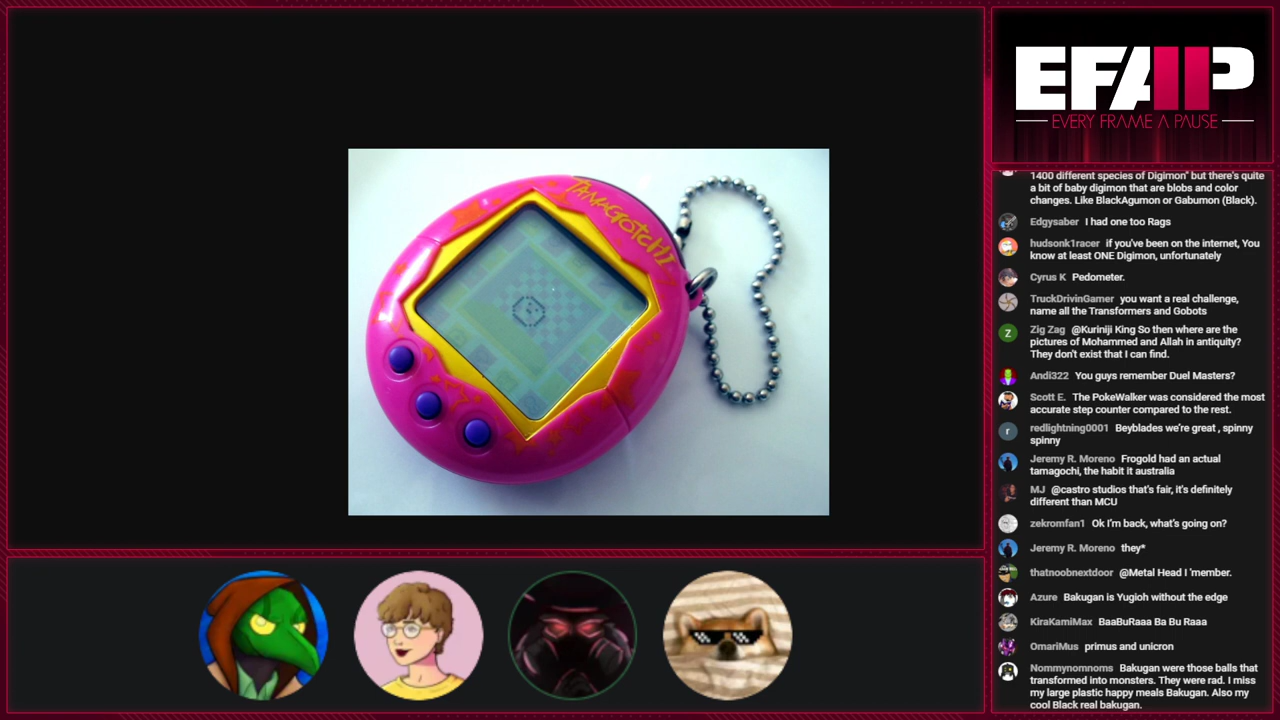 TAMAGOTCHI
EFAP
EVERY FRAME A PAUSE
1400 different species of Digimon" but there's quite
a bit of baby digimon that are blobs and color
changes. Like BlackAgumon or Gabumon (Black).
Edgysaber I had one too Rags
hudsonk1racer if you've been on the internet, You
know at least ONE Digimon, unfortunately
Cyrus K Pedometer.
TruckDrivinGamer you want a real challenge,
name all the Transformers and Gobots
Z
Zig Zag @Kuriniji King So then where are the
pictures of Mohammed and Allah in antiquity?
They don't exist that I can find.
Andi322 You guys remember Duel Masters?
Scott E. The PokeWalker was considered the most
accurate step counter compared to the rest.
r
redlightning0001 Beyblades we're great , spinny
spinny
Jeremy R. Moreno Frogold had an actual
tamagochi, the habit it australia
MJ @castro studios that's fair, it's definitely
different than MCU
zekromfan1 Ok I'm back, what's going on?
Jeremy R. Moreno they*
thatnoobnextdoor @Metal Head I 'member.
Azure Bakugan is Yugioh without the edge
KiraKamiMax BaaBuRaaa Ba Bu Raaa
OmariMus primus and unicron
Nommynomnoms Bakugan were those balls that
transformed into monsters. They were rad. I miss
my large plastic happy meals Bakugan. Also my
cool Black real bakugan.